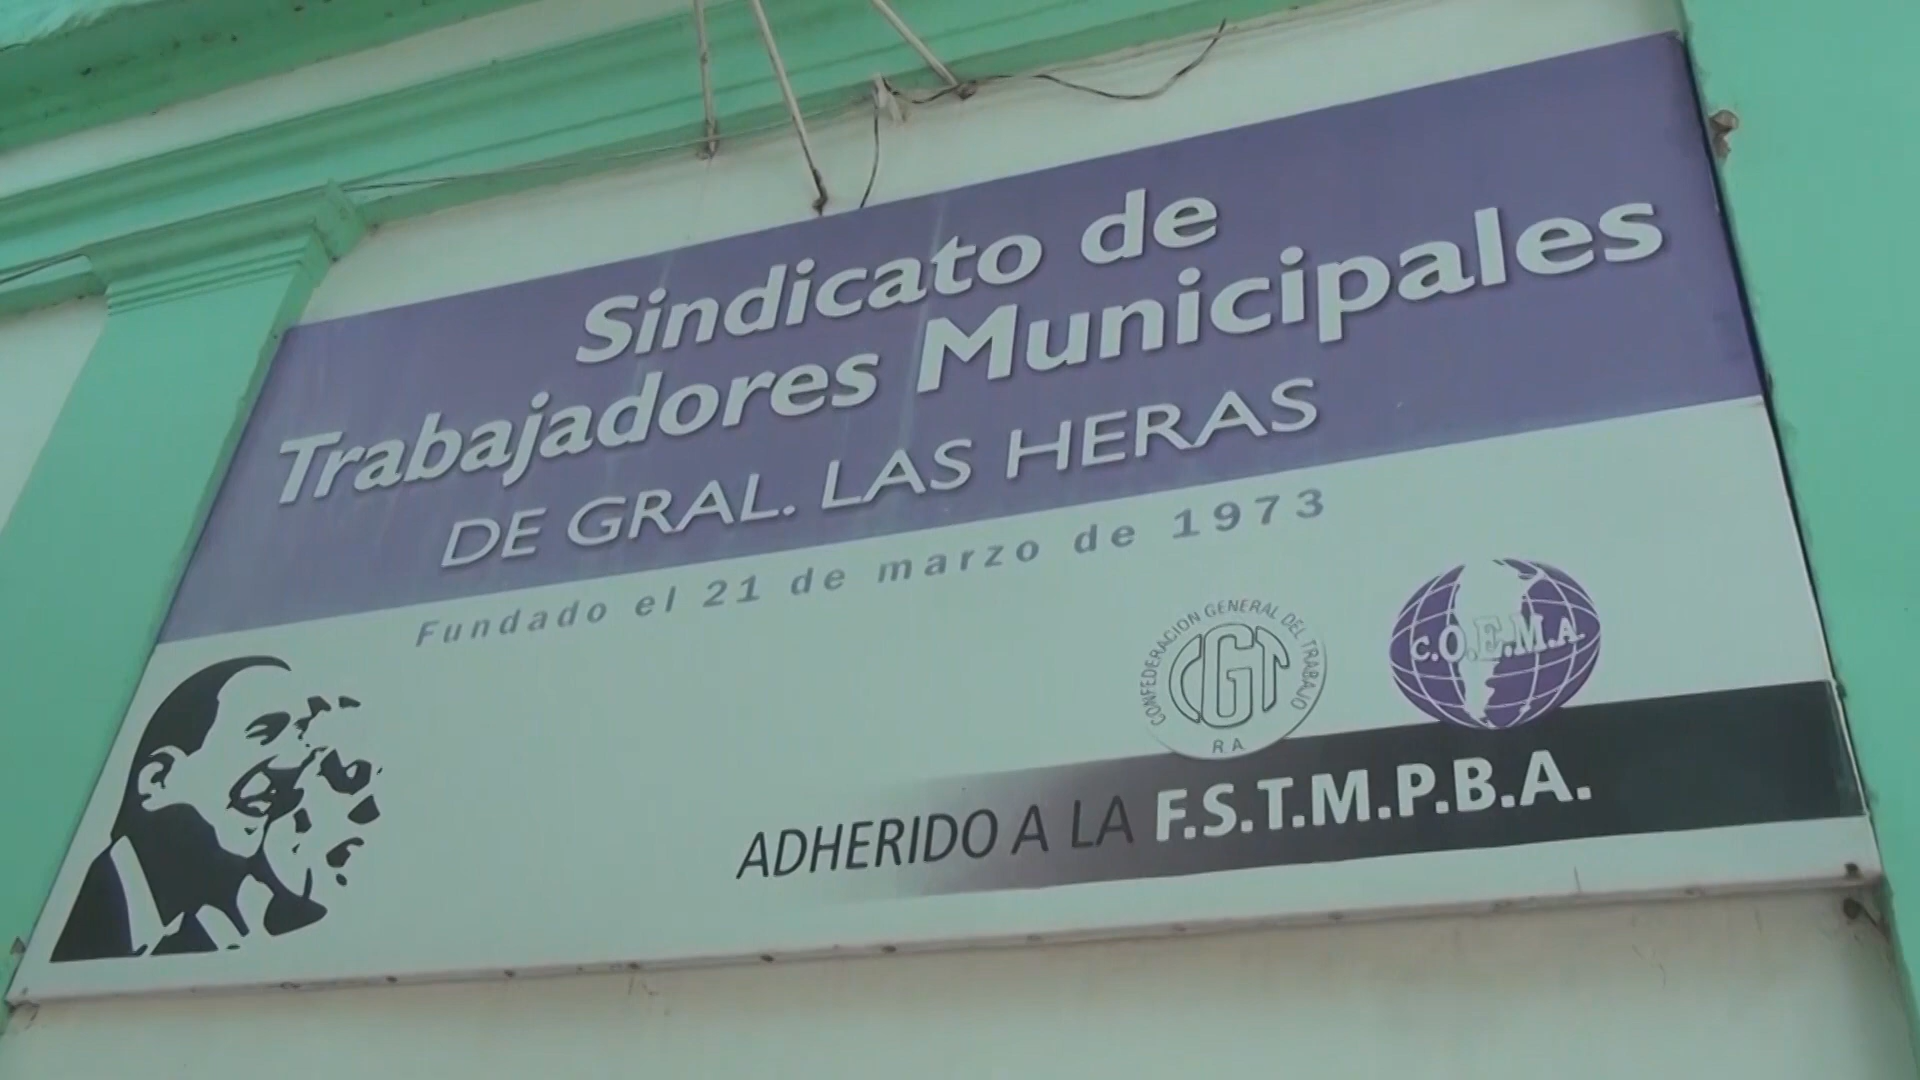 Sindicato de
Trabajadores Municipales
DE GRAL. LAS HERAS
Fundado el 21 de marzo de 1973
CONFEDERACION GENERAL DEL TRABAJO
CGT
R.A.
C.O.E.M.A.
ADHERIDO A LA F.S.T.M.P.B.A.